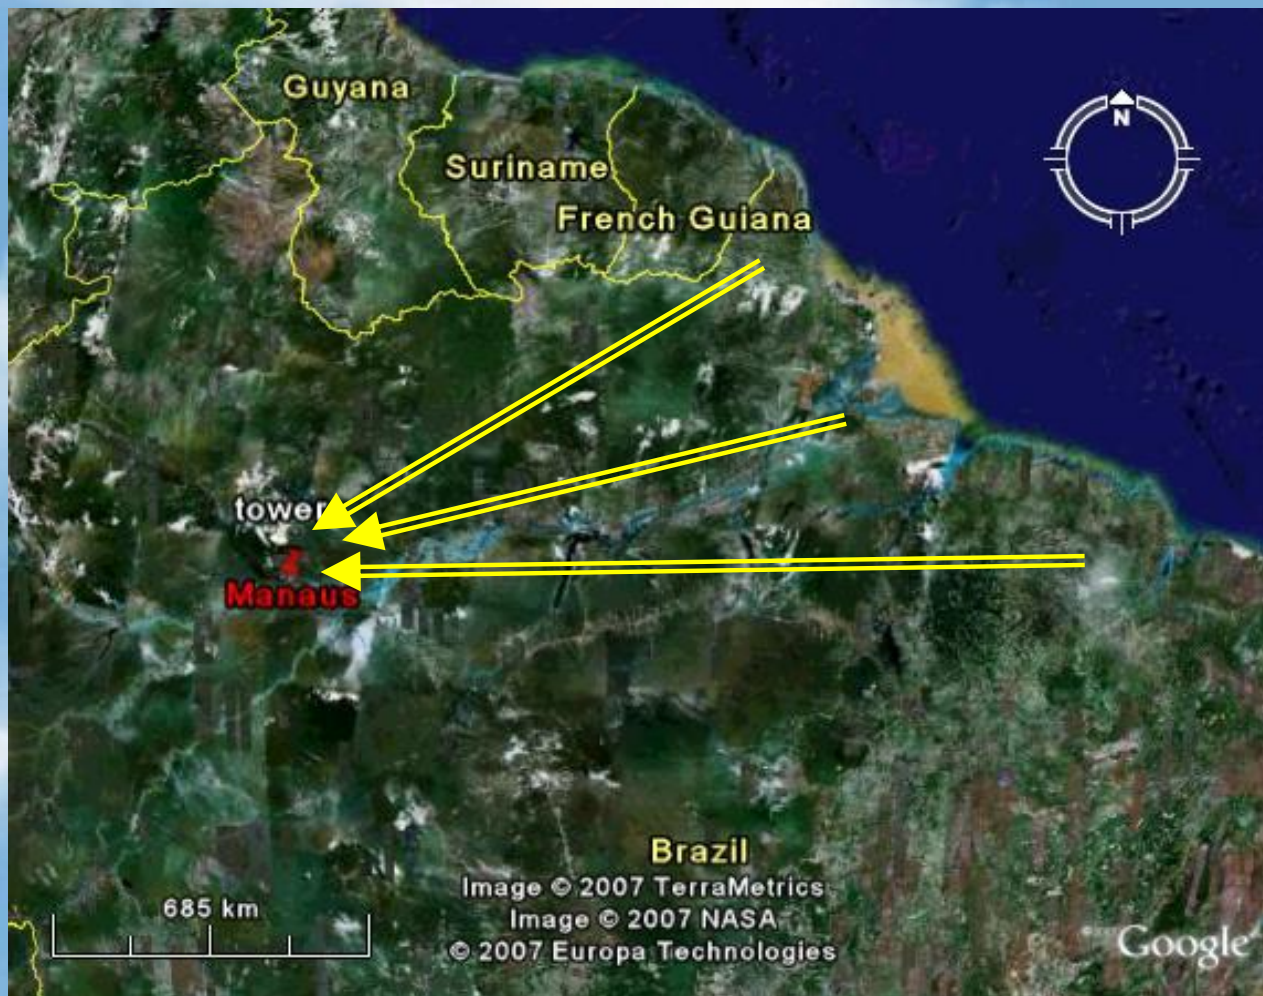 Guyana
N
Suriname
French Guiana
tower
Manaus
Brazil
Image © 2007 TerraMetrics
685 km
Image © 2007 NASA
© 2007 Europa Technologies
Google